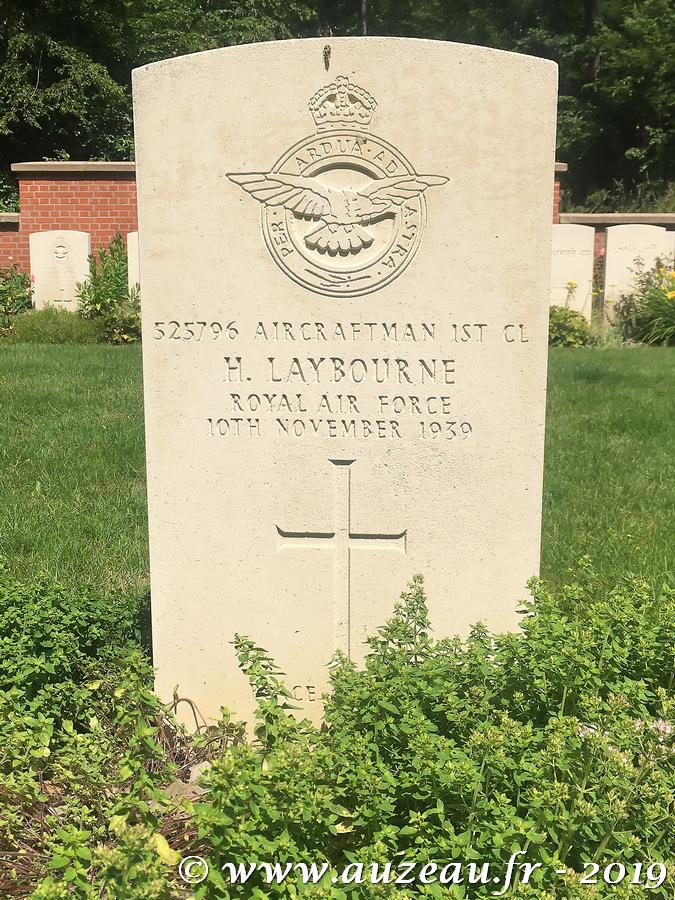 PER · ARDUA · AD ASTRA
525796 AIRCRAFTMAN 1ST CL
H. LAYBOURNE
ROYAL AIR FORCE
10TH NOVEMBER 1939
© www.auzeau.fr - 2019